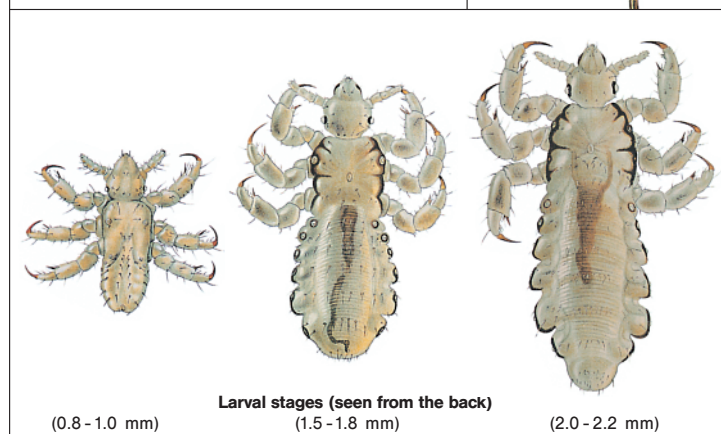 Larval stages (seen from the back)
(0.8-1.0 mm) (1.5-1.8 mm) (2.0-2.2 mm)